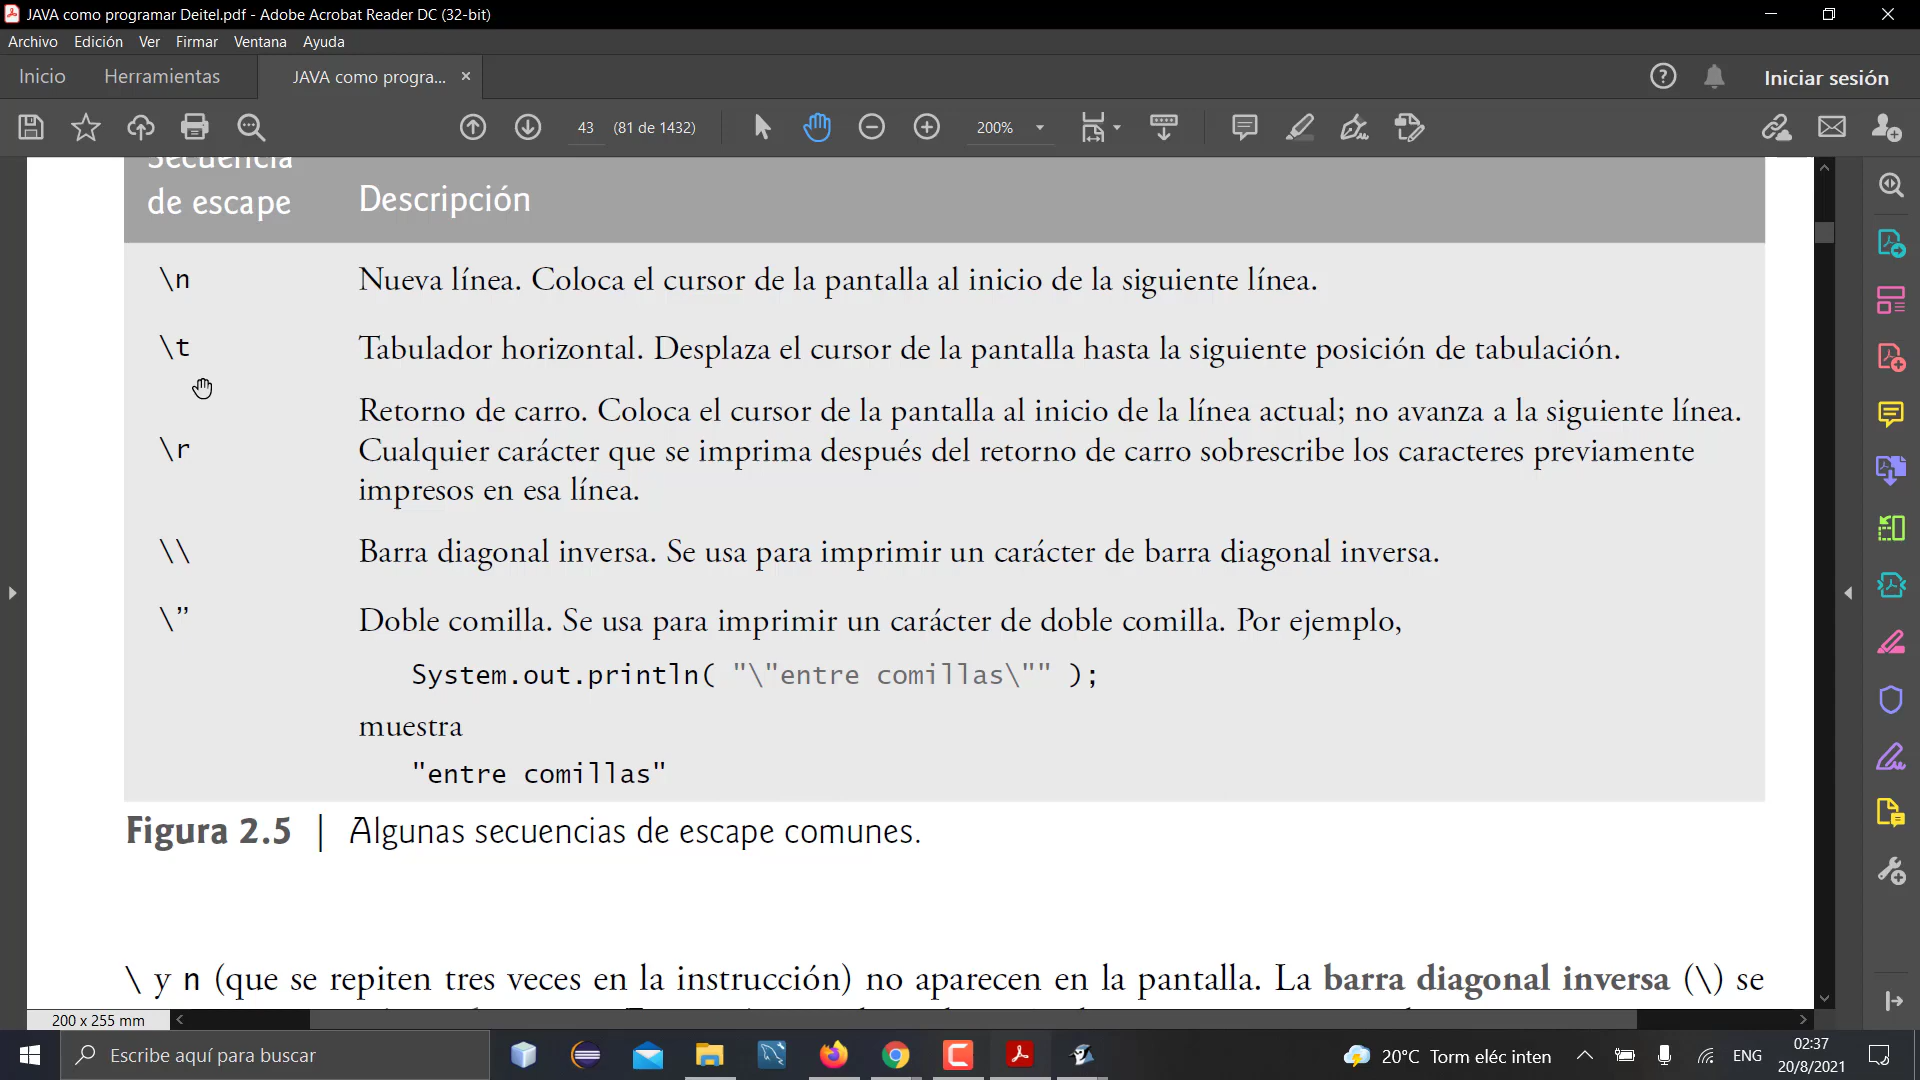 JAVA como programar Deitel.pdf - Adobe Acrobat Reader DC (32-bit)
Archivo Edición Ver Firmar Ventana Ayuda
Inicio Herramientas JAVA como progra... × Iniciar sesión
43 (81 de 1432) 200%
Secuencia
de escape Descripción
\n Nueva línea. Coloca el cursor de la pantalla al inicio de la siguiente línea.
\t Tabulador horizontal. Desplaza el cursor de la pantalla hasta la siguiente posición de tabulación.
Retorno de carro. Coloca el cursor de la pantalla al inicio de la línea actual; no avanza a la siguiente línea.
\r Cualquier carácter que se imprima después del retorno de carro sobrescribe los caracteres previamente
impresos en esa línea.
\\ Barra diagonal inversa. Se usa para imprimir un carácter de barra diagonal inversa.
\” Doble comilla. Se usa para imprimir un carácter de doble comilla. Por ejemplo,
System.out.println( "\"entre comillas\"" );
muestra
"entre comillas"
Figura 2.5 | Algunas secuencias de escape comunes.
\ y n (que se repiten tres veces en la instrucción) no aparecen en la pantalla. La barra diagonal inversa (\) se
200 x 255 mm
Escribe aquí para buscar 20°C Torm eléc inten ENG 02:37
20/8/2021